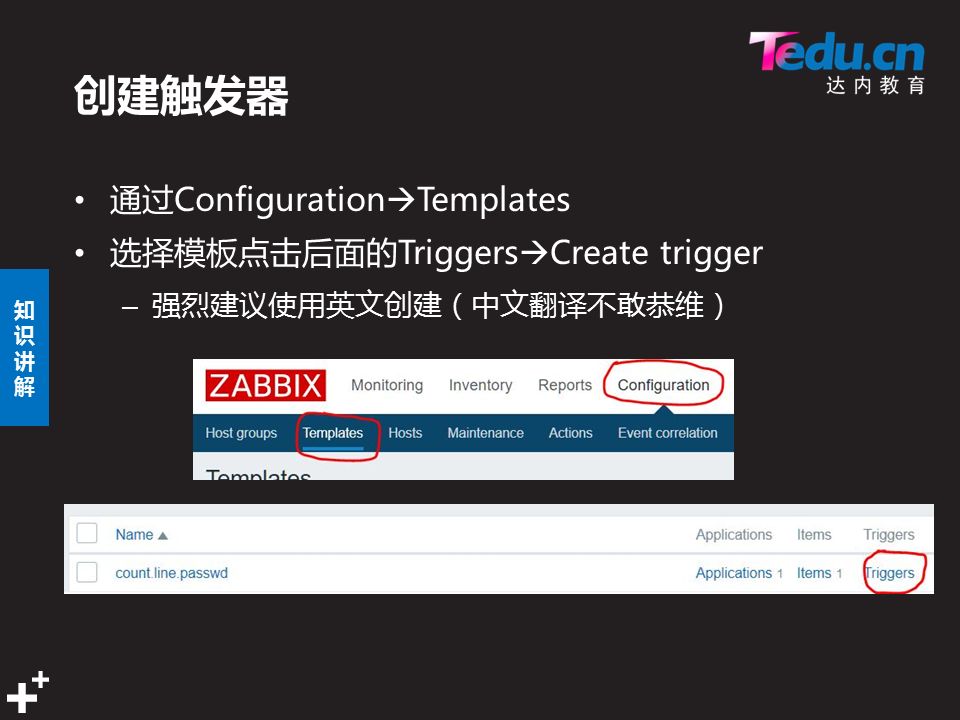 Tedu.cn
达内教育
创建触发器
• 通过Configuration→Templates
• 选择模板点击后面的Triggers→Create trigger
– 强烈建议使用英文创建（中文翻译不敢恭维）
知识讲解
ZABBIX Monitoring Inventory Reports Configuration
Host groups Templates Hosts Maintenance Actions Event correlation
Templates
Name ▲ Applications Items Triggers
count.line.passwd Applications 1 Items 1 Triggers